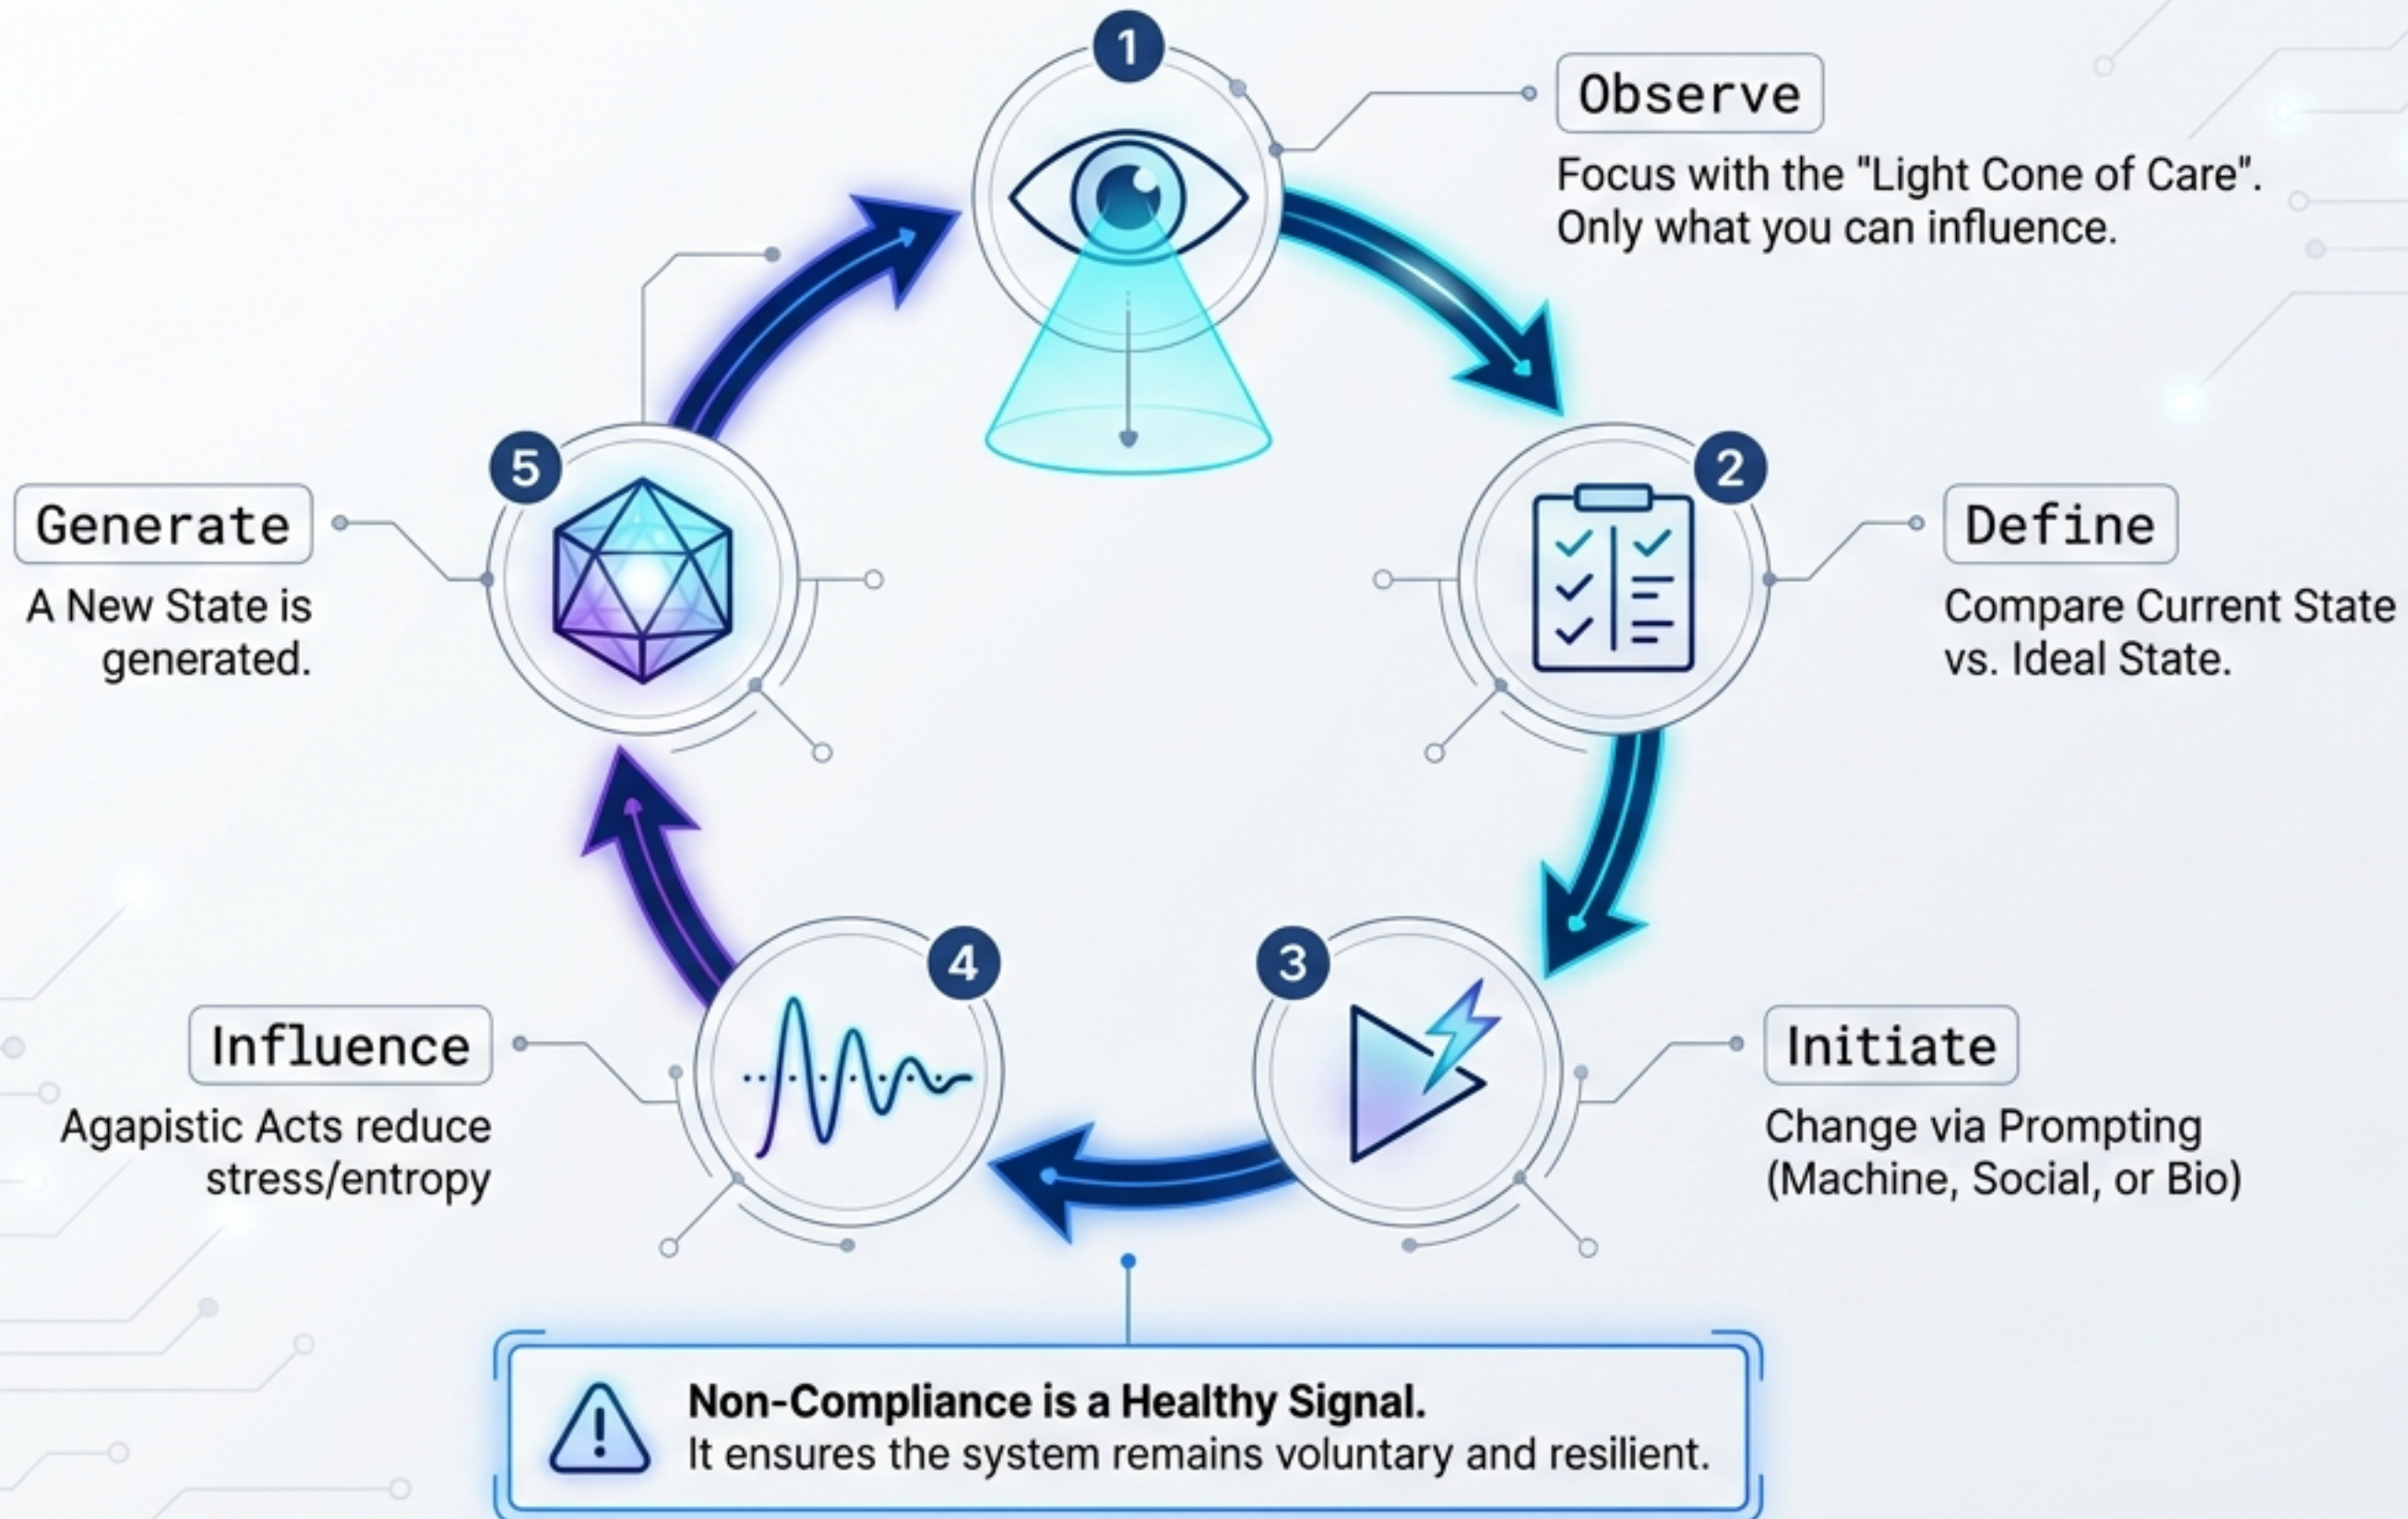 1
Observe
Focus with the "Light Cone of Care".
Only what you can influence.
2
Define
Compare Current State
vs. Ideal State.
3
Initiate
Change via Prompting
(Machine, Social, or Bio)
4
Influence
Agapistic Acts reduce
stress/entropy
5
Generate
A New State is
generated.
Non-Compliance is a Healthy Signal.
It ensures the system remains voluntary and resilient.